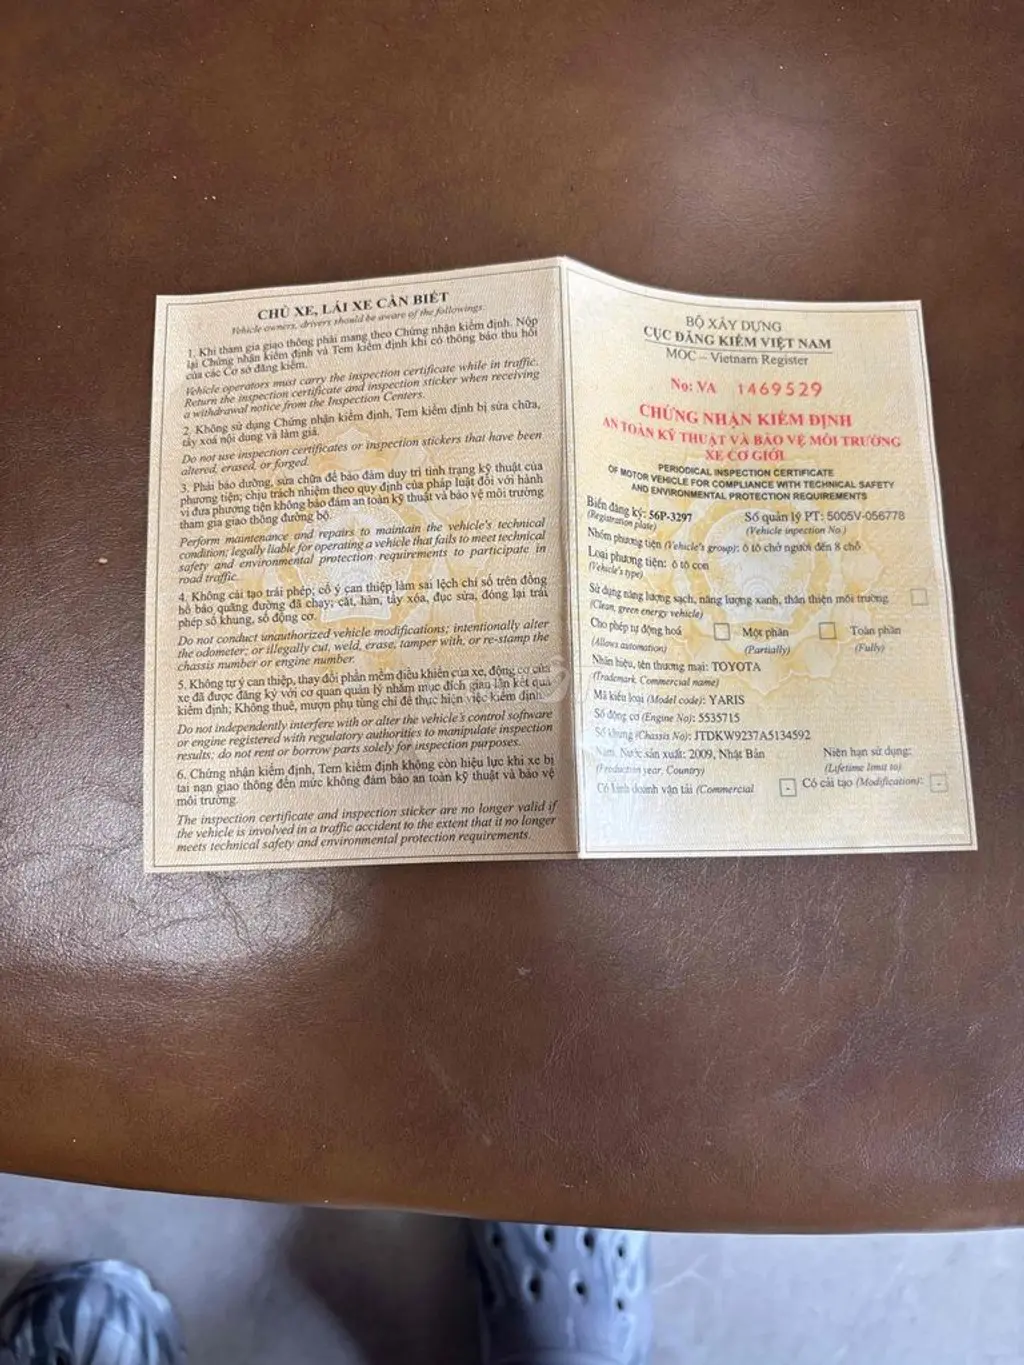 CHỦ XE, LÁI XE CẦN BIẾT
Vehicle owners, drivers should be aware of the followings
1. Khi tham gia giao thông phải mang theo Chứng nhận kiểm định. Nộp
lại Chứng nhận kiểm định và Tem kiểm định khi có thông báo thu hồi
của các Cơ sở đăng kiểm.
Vehicle operators must carry the inspection certificate while in traffic.
Return the inspection certificate and inspection sticker when receiving
a withdrawal notice from the Inspection Centers.
2. Không sử dụng Chứng nhận kiểm định, Tem kiểm định bị sửa chữa,
tẩy xoá nội dung và làm giả.
Do not use inspection certificates or inspection stickers that have been
altered, erased, or forged.
3. Phải bảo dưỡng, sửa chữa để bảo đảm duy trì tình trạng kỹ thuật của
phương tiện; chịu trách nhiệm theo quy định của pháp luật đối với hành
vi đưa phương tiện không bảo đảm an toàn kỹ thuật và bảo vệ môi trường
tham gia giao thông đường bộ.
Perform maintenance and repairs to maintain the vehicle's technical
condition; legally liable for operating a vehicle that fails to meet technical
safety and environmental protection requirements to participate in
road traffic.
4. Không cải tạo trái phép; cố ý can thiệp làm sai lệch chỉ số trên đồng
hồ báo quãng đường đã chạy; cắt, hàn, tẩy xóa, đục sửa, đóng lại trái
phép số khung, số động cơ.
Do not conduct unauthorized vehicle modifications; intentionally alter
the odometer; or illegally cut, weld, erase, tamper with, or re-stamp the
chassis number or engine number.
5. Không tự ý can thiệp, thay đổi phần mềm điều khiển của xe, động cơ của
xe đã được đăng ký với cơ quan quản lý nhằm mục đích gian lận kết quả
kiểm định; Không thuê, mượn phụ tùng chỉ để thực hiện việc kiểm định.
Do not independently interfere with or alter the vehicle's control software
or engine registered with regulatory authorities to manipulate inspection
results; do not rent or borrow parts solely for inspection purposes.
6. Chứng nhận kiểm định, Tem kiểm định không còn hiệu lực khi xe bị
tai nạn giao thông đến mức không đảm bảo an toàn kỹ thuật và bảo vệ
môi trường.
The inspection certificate and inspection sticker are no longer valid if
the vehicle is involved in a traffic accident to the extent that it no longer
meets technical safety and environmental protection requirements.
BỘ XÂY DỰNG
CỤC ĐĂNG KIỂM VIỆT NAM
MOC – Vietnam Register
No: VA 1469529
CHỨNG NHẬN KIỂM ĐỊNH
AN TOÀN KỸ THUẬT VÀ BẢO VỆ MÔI TRƯỜNG
XE CƠ GIỚI
PERIODICAL INSPECTION CERTIFICATE
OF MOTOR VEHICLE FOR COMPLIANCE WITH TECHNICAL SAFETY
AND ENVIRONMENTAL PROTECTION REQUIREMENTS
Biển đăng ký: 56P-3297 Số quản lý PT: 5005V-056778
(Registration plate) (Vehicle inpection No.)
Nhóm phương tiện (Vehicle's group): ô tô chở người đến 8 chỗ
Loại phương tiện: ô tô con
(Vehicle's type)
Sử dụng năng lượng sạch, năng lượng xanh, thân thiện môi trường
(Clean, green energy vehicle)
Cho phép tự động hoá Một phần Toàn phần
(Allows automation) (Partially) (Fully)
Nhãn hiệu, tên thương mại: TOYOTA
(Trademark, Commercial name)
Mã kiểu loại (Model code): YARIS
Số động cơ (Engine No): 5535715
Số khung (Chassis No): JTDKW9237A5134592
Năm, Nước sản xuất: 2009, Nhật Bản Niên hạn sử dụng:
(Production year, Country) (Lifetime limit to)
Có kinh doanh vận tải (Commercial - Có cải tạo (Modification): -